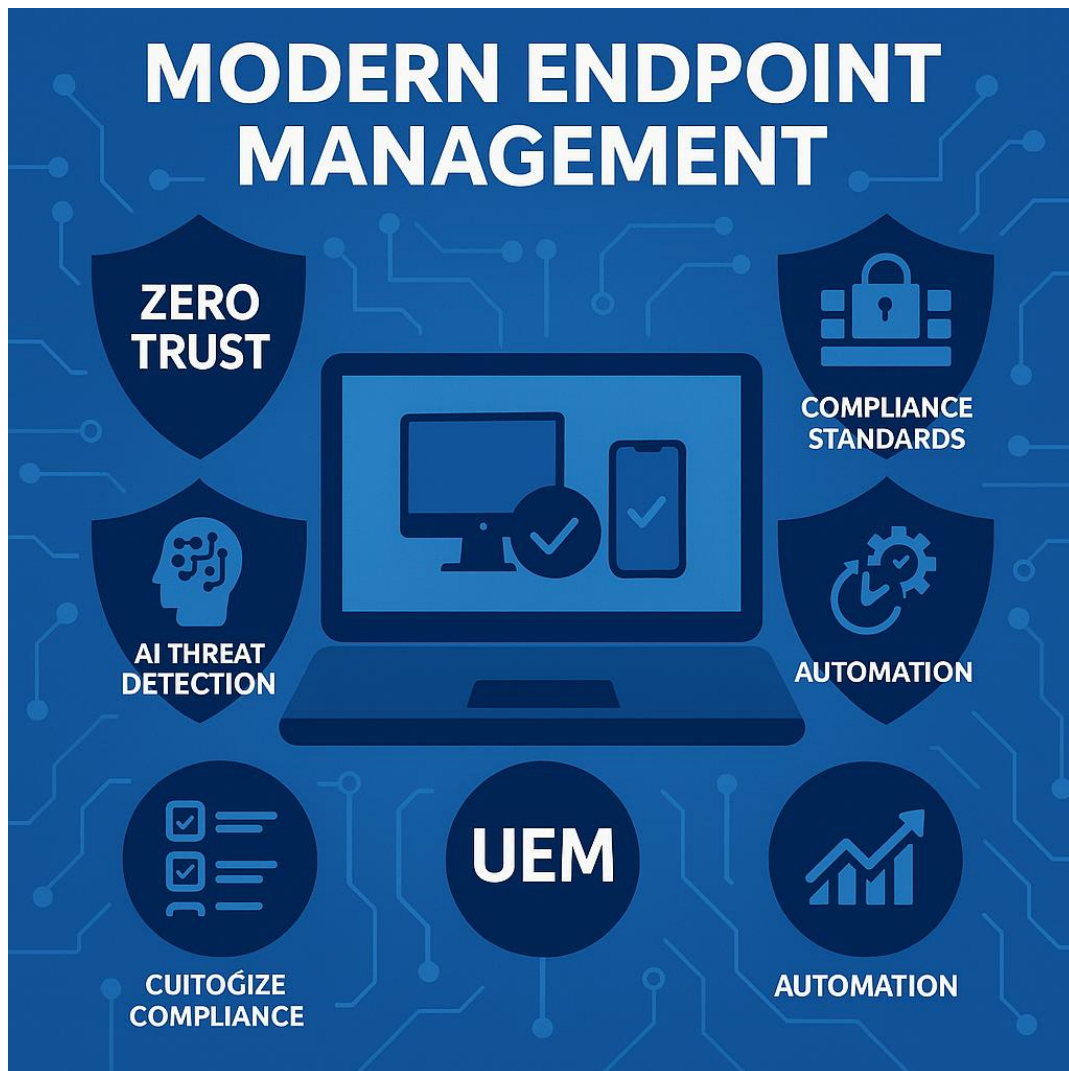 MODERN ENDPOINT
MANAGEMENT
ZERO
TRUST
COMPLIANCE
STANDARDS
AI THREAT
DETECTION
AUTOMATION
UEM
CUITOǴIZE
COMPLIANCE
AUTOMATION